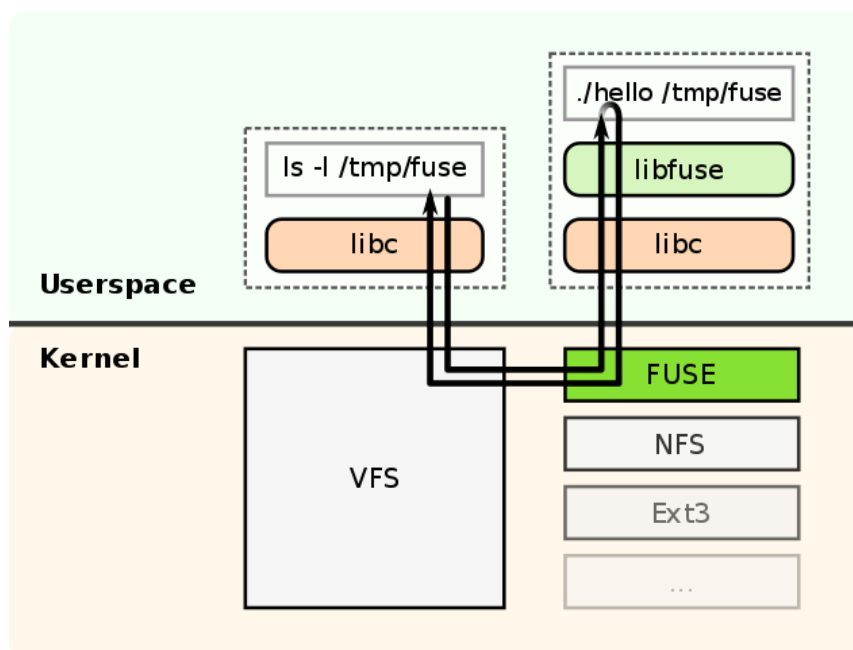 ./hello /tmp/fuse
ls -l /tmp/fuse
libfuse
libc
libc
Userspace
Kernel
FUSE
NFS
VFS
Ext3
...